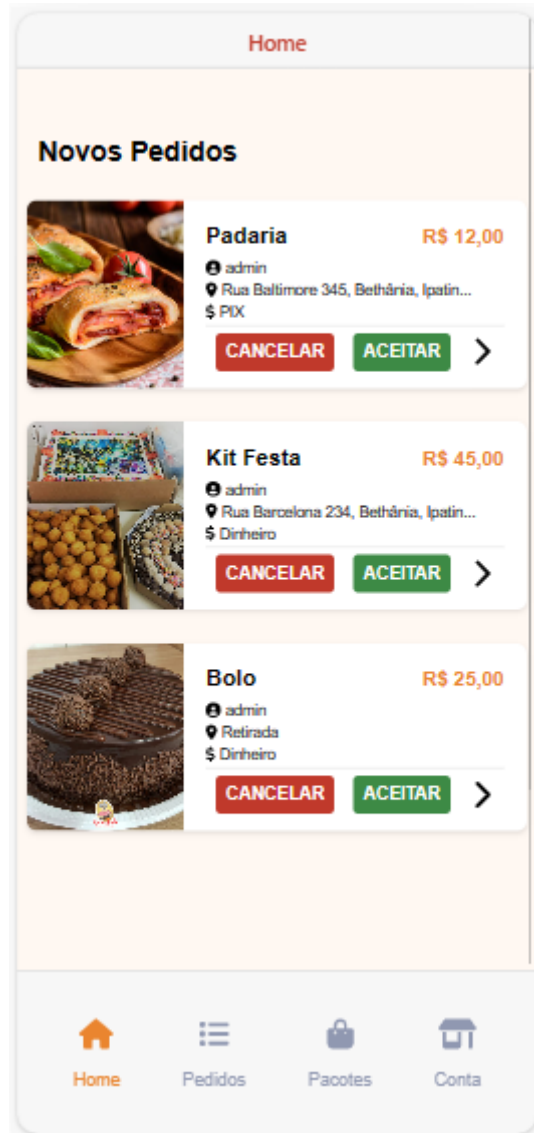 Home
Novos Pedidos
Padaria R$ 12,00
admin
Rua Baltimore 345, Bethânia, Ipatin...
$ PIX
CANCELAR ACEITAR
Kit Festa R$ 45,00
admin
Rua Barcelona 234, Bethânia, Ipatin...
$ Dinheiro
CANCELAR ACEITAR
Bolo R$ 25,00
admin
Retirada
$ Dinheiro
CANCELAR ACEITAR
Home Pedidos Pacotes Conta